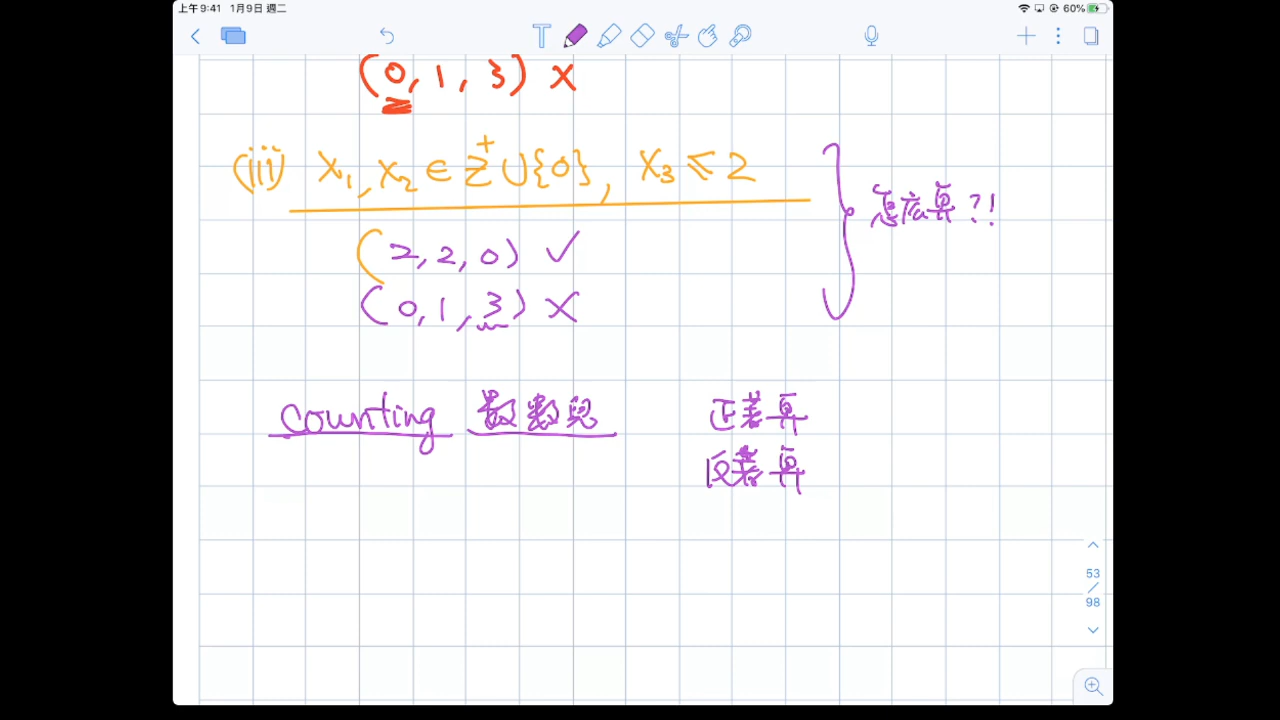 上午9:41 1月9日 週二
60%
(0, 1, 3) X
(iii) x₁, x₂ ∈ Z⁺∪{0}, x₃ ≤ 2
怎麼算?!
(2, 2, 0) ✓
(0, 1, 3) X
counting 数数兒
正著算
反著算
53
98